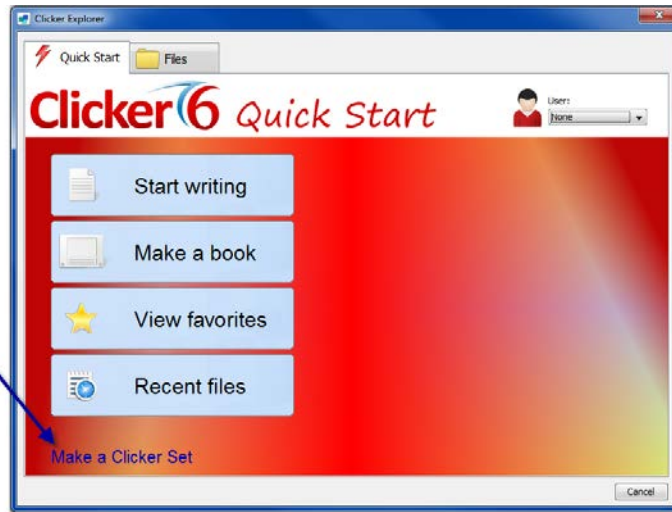 Clicker Explorer
Quick Start Files
Clicker 6 Quick Start
User:
None
Start writing
Make a book
View favorites
Recent files
Make a Clicker Set
Cancel